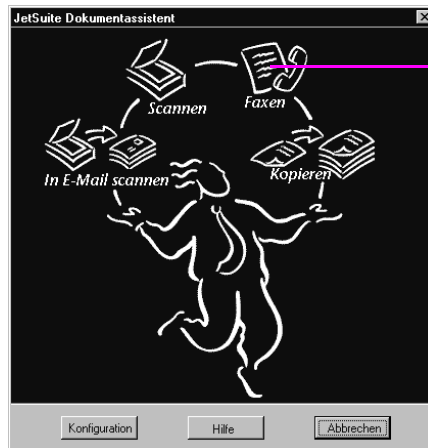 JetSuite Dokumentassistent
Scannen
Faxen
In E-Mail scannen
Kopieren
Konfiguration
Hilfe
Abbrechen